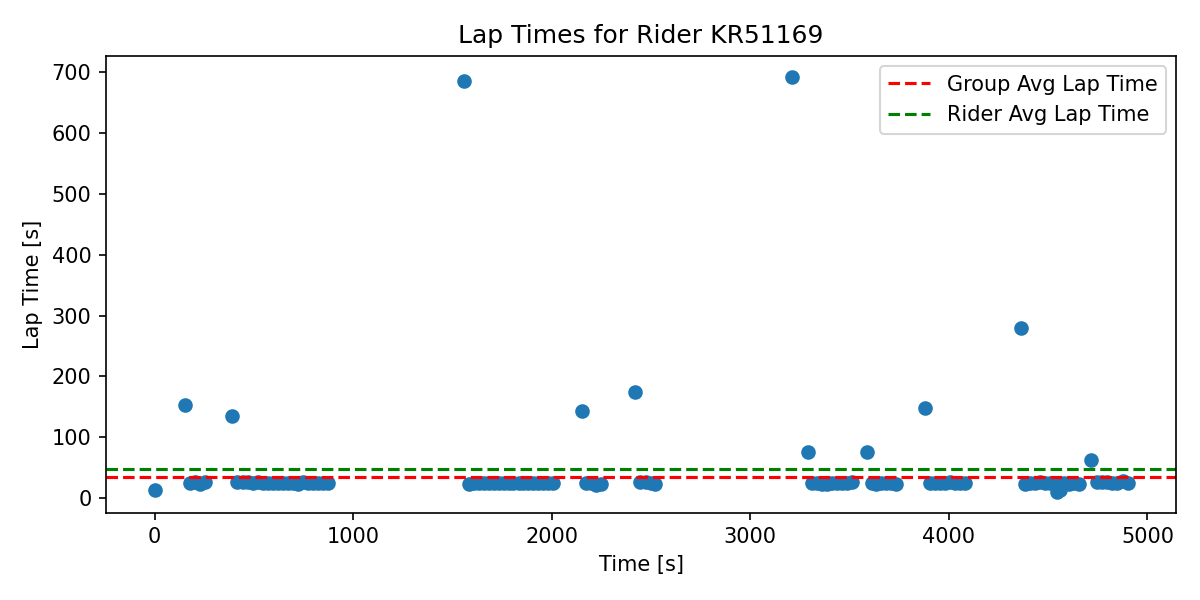 Lap Times for Rider KR51169
Group Avg Lap Time
Rider Avg Lap Time
Lap Time [s]
700
600
500
400
300
200
100
0
0 1000 2000 3000 4000 5000
Time [s]